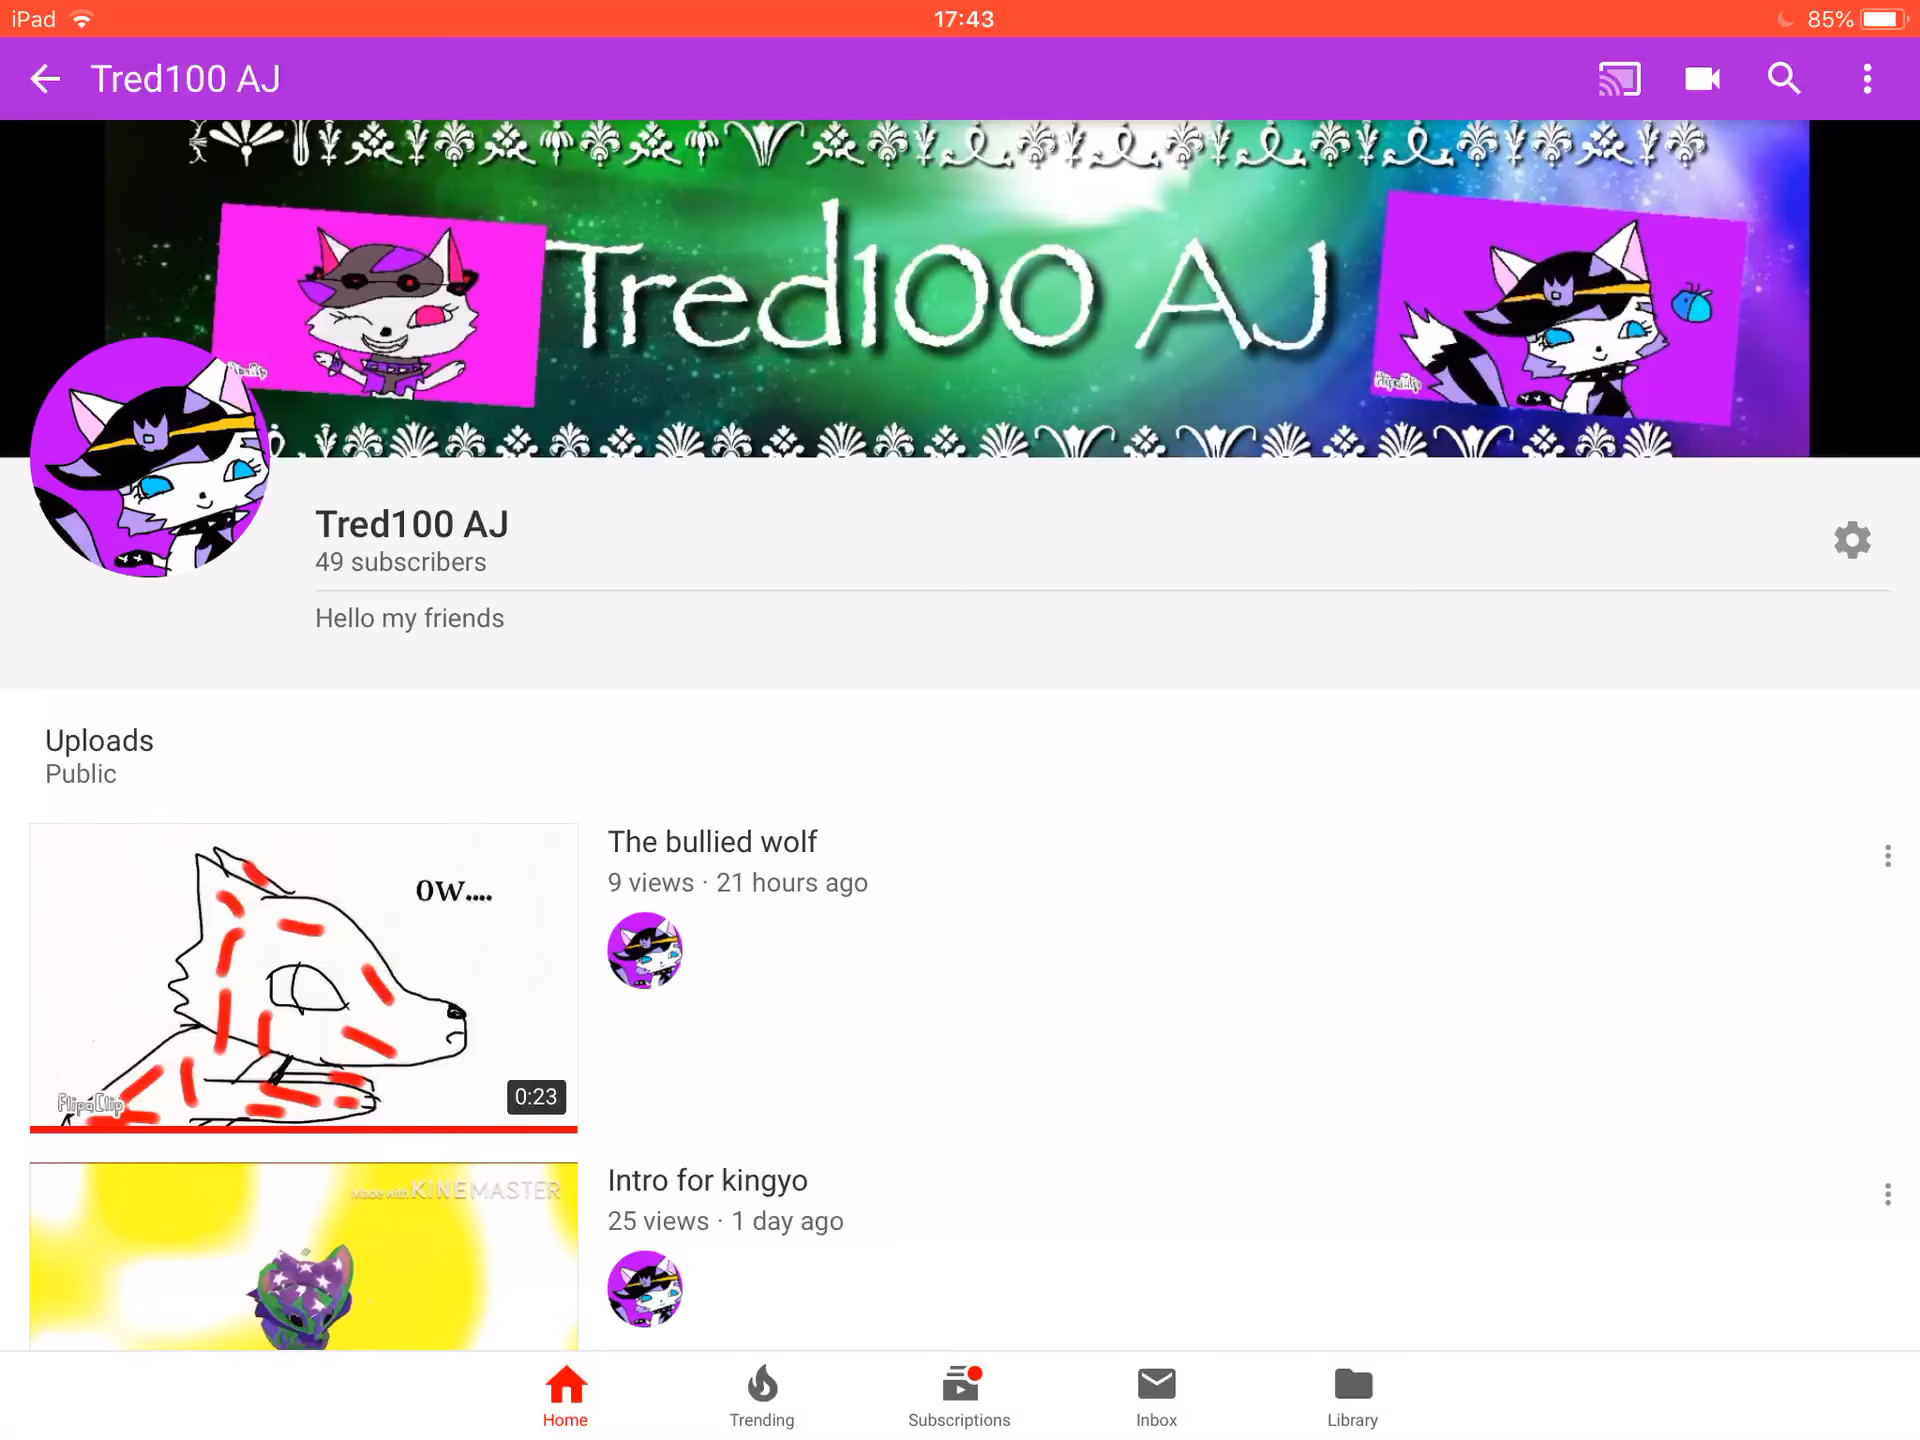 iPad 17:43 85%
Tred100 AJ
Tred100 AJ
FlipaClip
Tred100 AJ
49 subscribers
Hello my friends
Uploads
Public
The bullied wolf
9 views · 21 hours ago
ow....
FlipaClip
0:23
Intro for kingyo
25 views · 1 day ago
Made with KINEMASTER
Home Trending Subscriptions Inbox Library